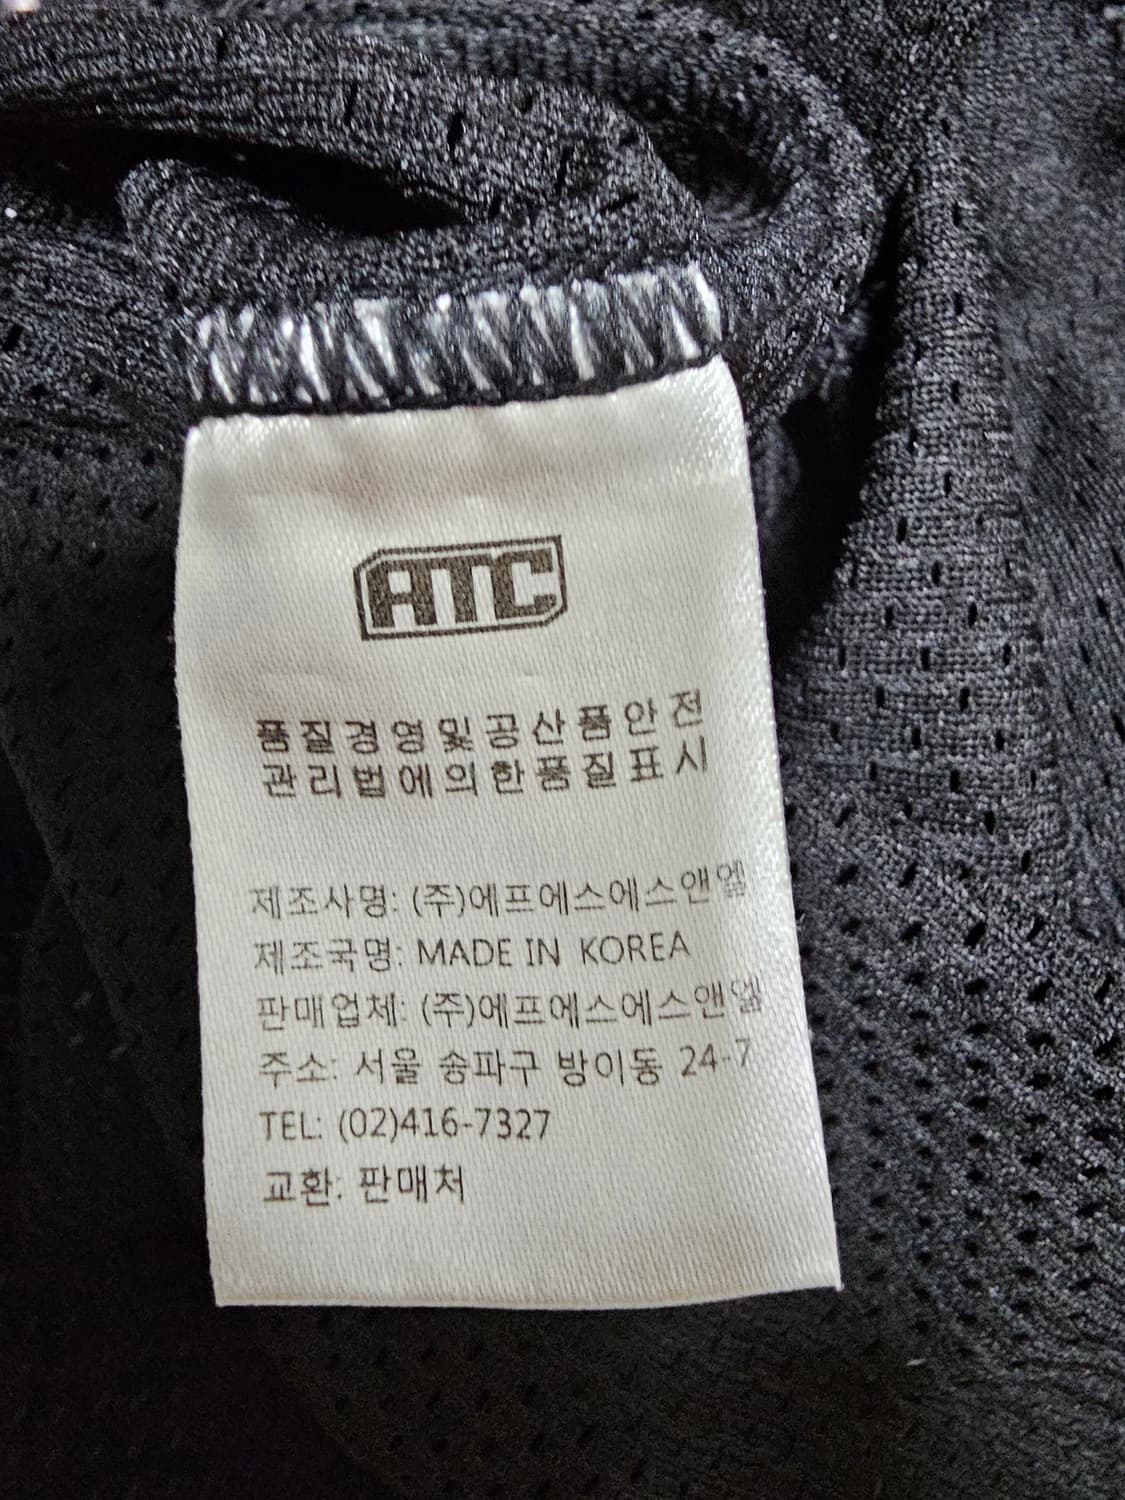 ATC
품질경영및공산품안전
관리법에의한품질표시
제조사명: (주)에프에스에스앤엘
제조국명: MADE IN KOREA
판매업체: (주)에프에스에스앤엘
주소: 서울 송파구 방이동 24-7
TEL: (02)416-7327
교환: 판매처